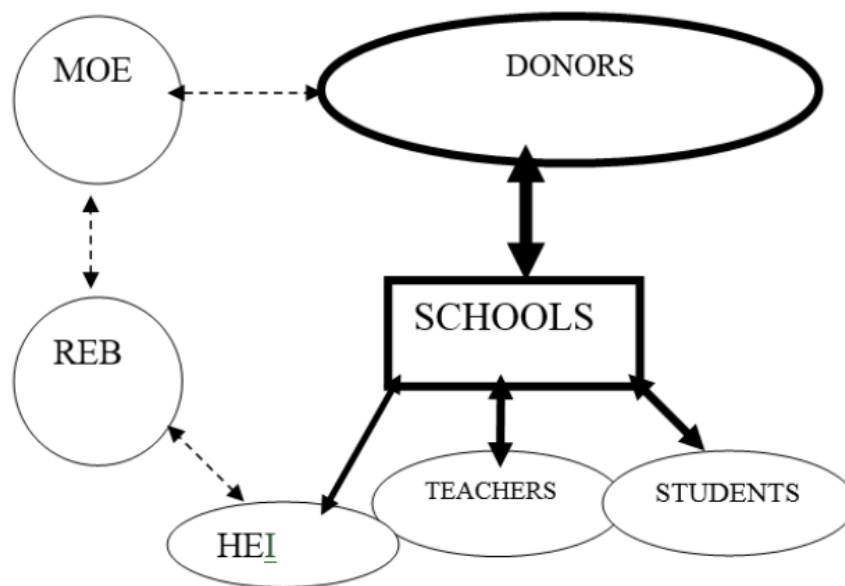 MOE
DONORS
SCHOOLS
REB
TEACHERS
STUDENTS
HEI